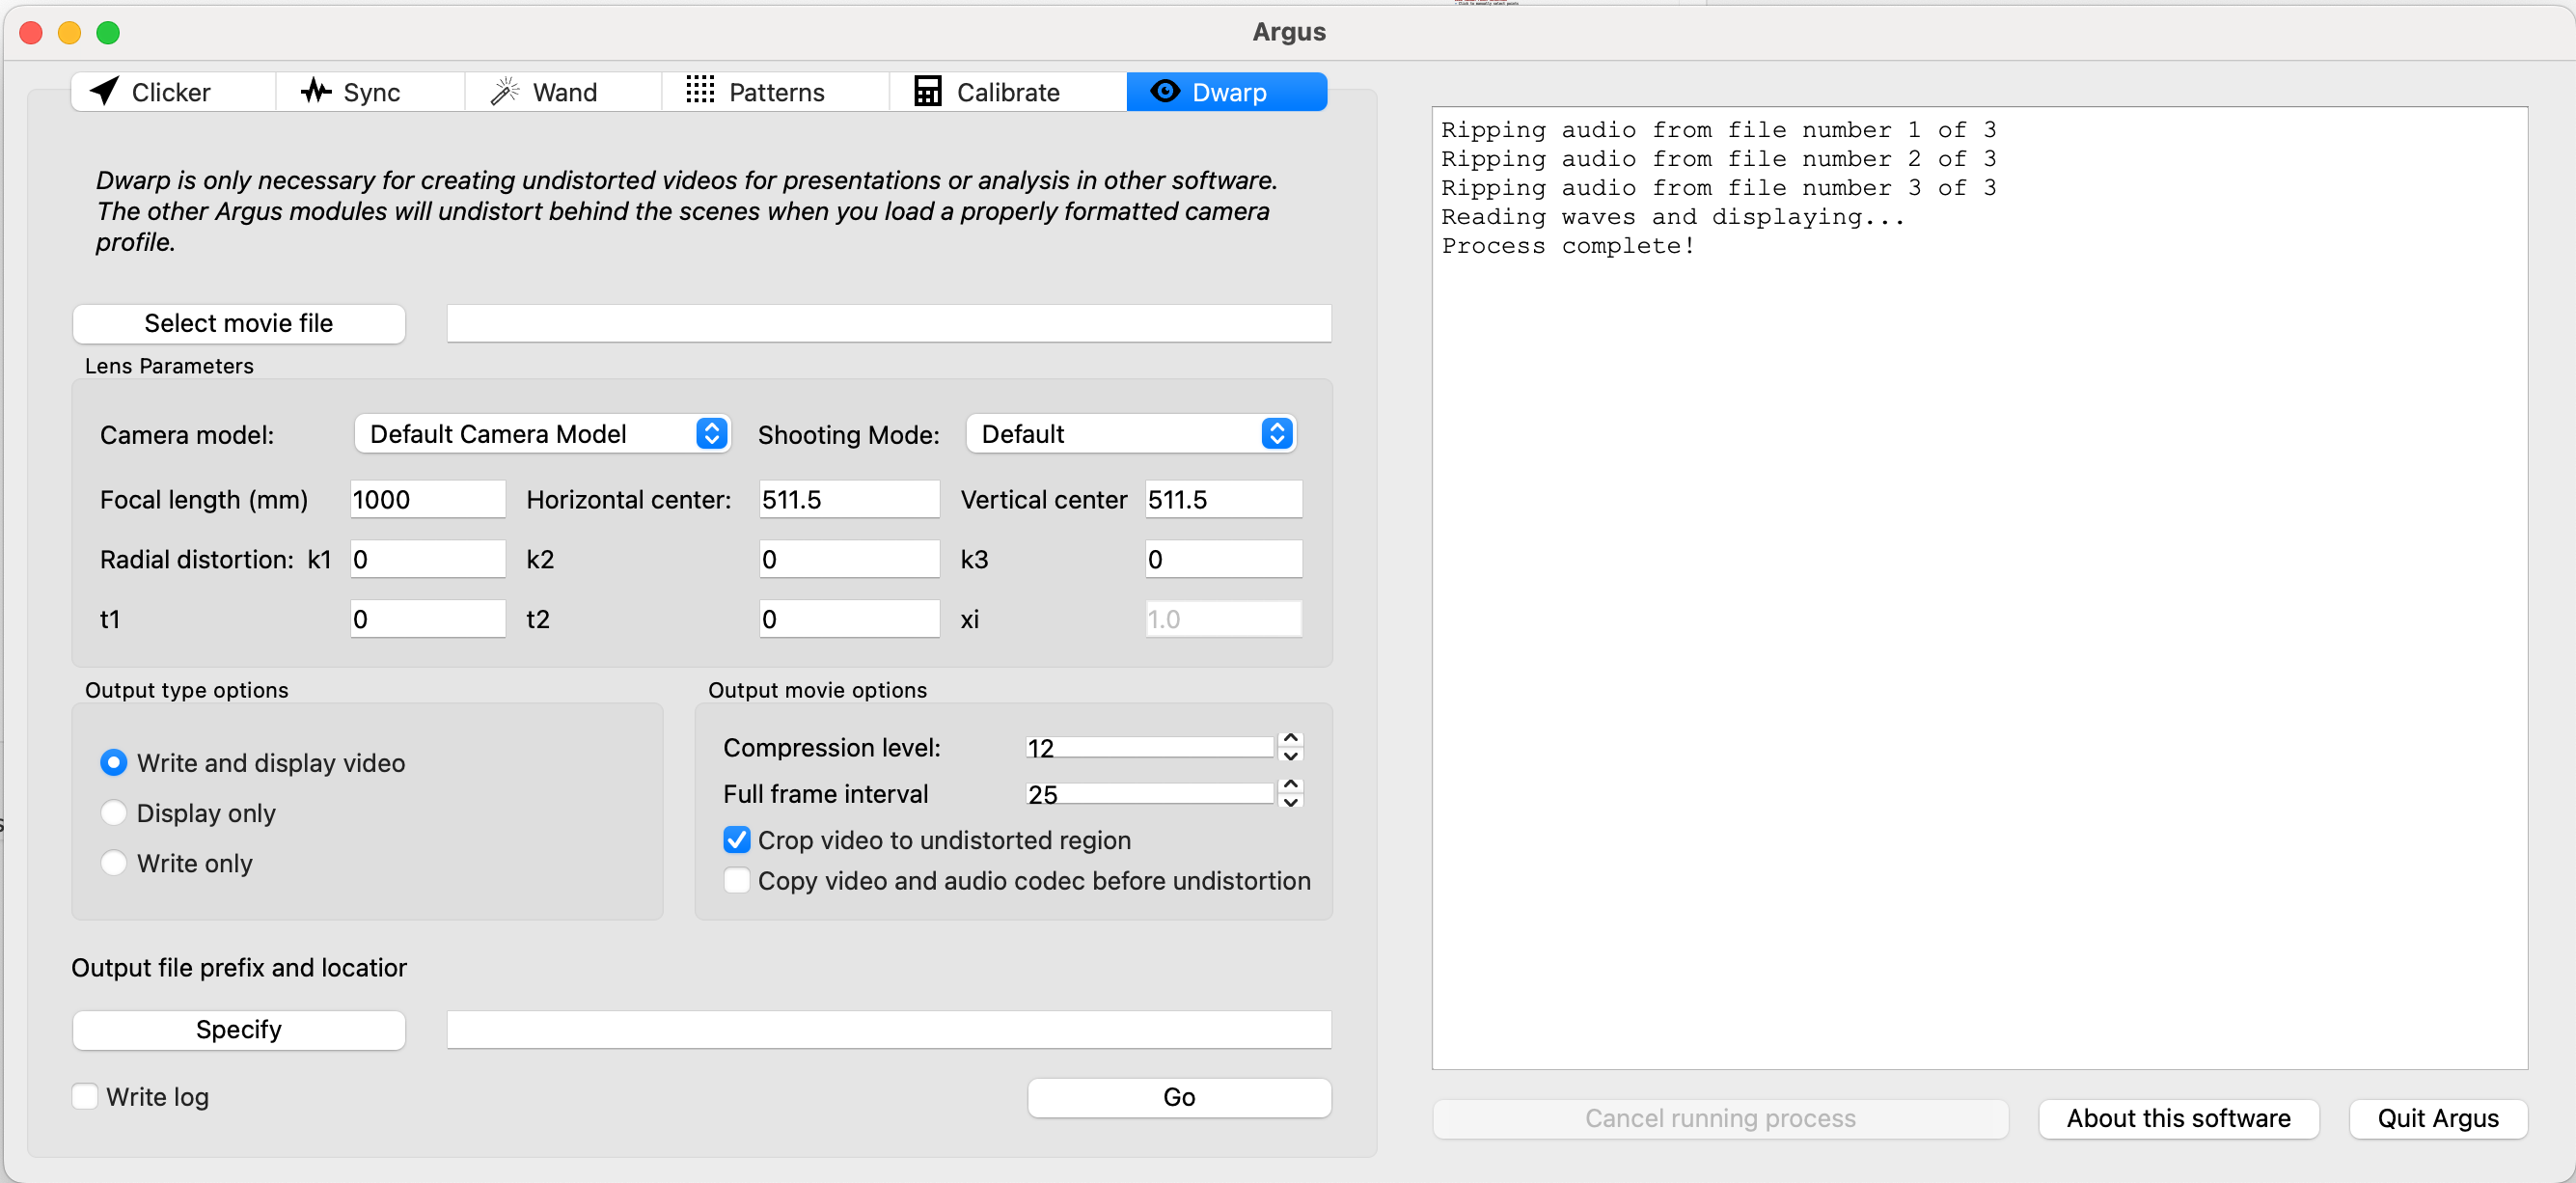 Argus
Clicker
Sync
Wand
Patterns
Calibrate
Dwarp
Dwarp is only necessary for creating undistorted videos for presentations or analysis in other software.
The other Argus modules will undistort behind the scenes when you load a properly formatted camera
profile.
Select movie file
Lens Parameters
Camera model: Default Camera Model Shooting Mode: Default
Focal length (mm) 1000 Horizontal center: 511.5 Vertical center 511.5
Radial distortion: k1 0 k2 0 k3 0
t1 0 t2 0 xi 1.0
Output type options
Write and display video
Display only
Write only
Output movie options
Compression level: 12
Full frame interval 25
Crop video to undistorted region
Copy video and audio codec before undistortion
Output file prefix and locatior
Specify
Write log
Go
Ripping audio from file number 1 of 3
Ripping audio from file number 2 of 3
Ripping audio from file number 3 of 3
Reading waves and displaying...
Process complete!
Cancel running process
About this software
Quit Argus